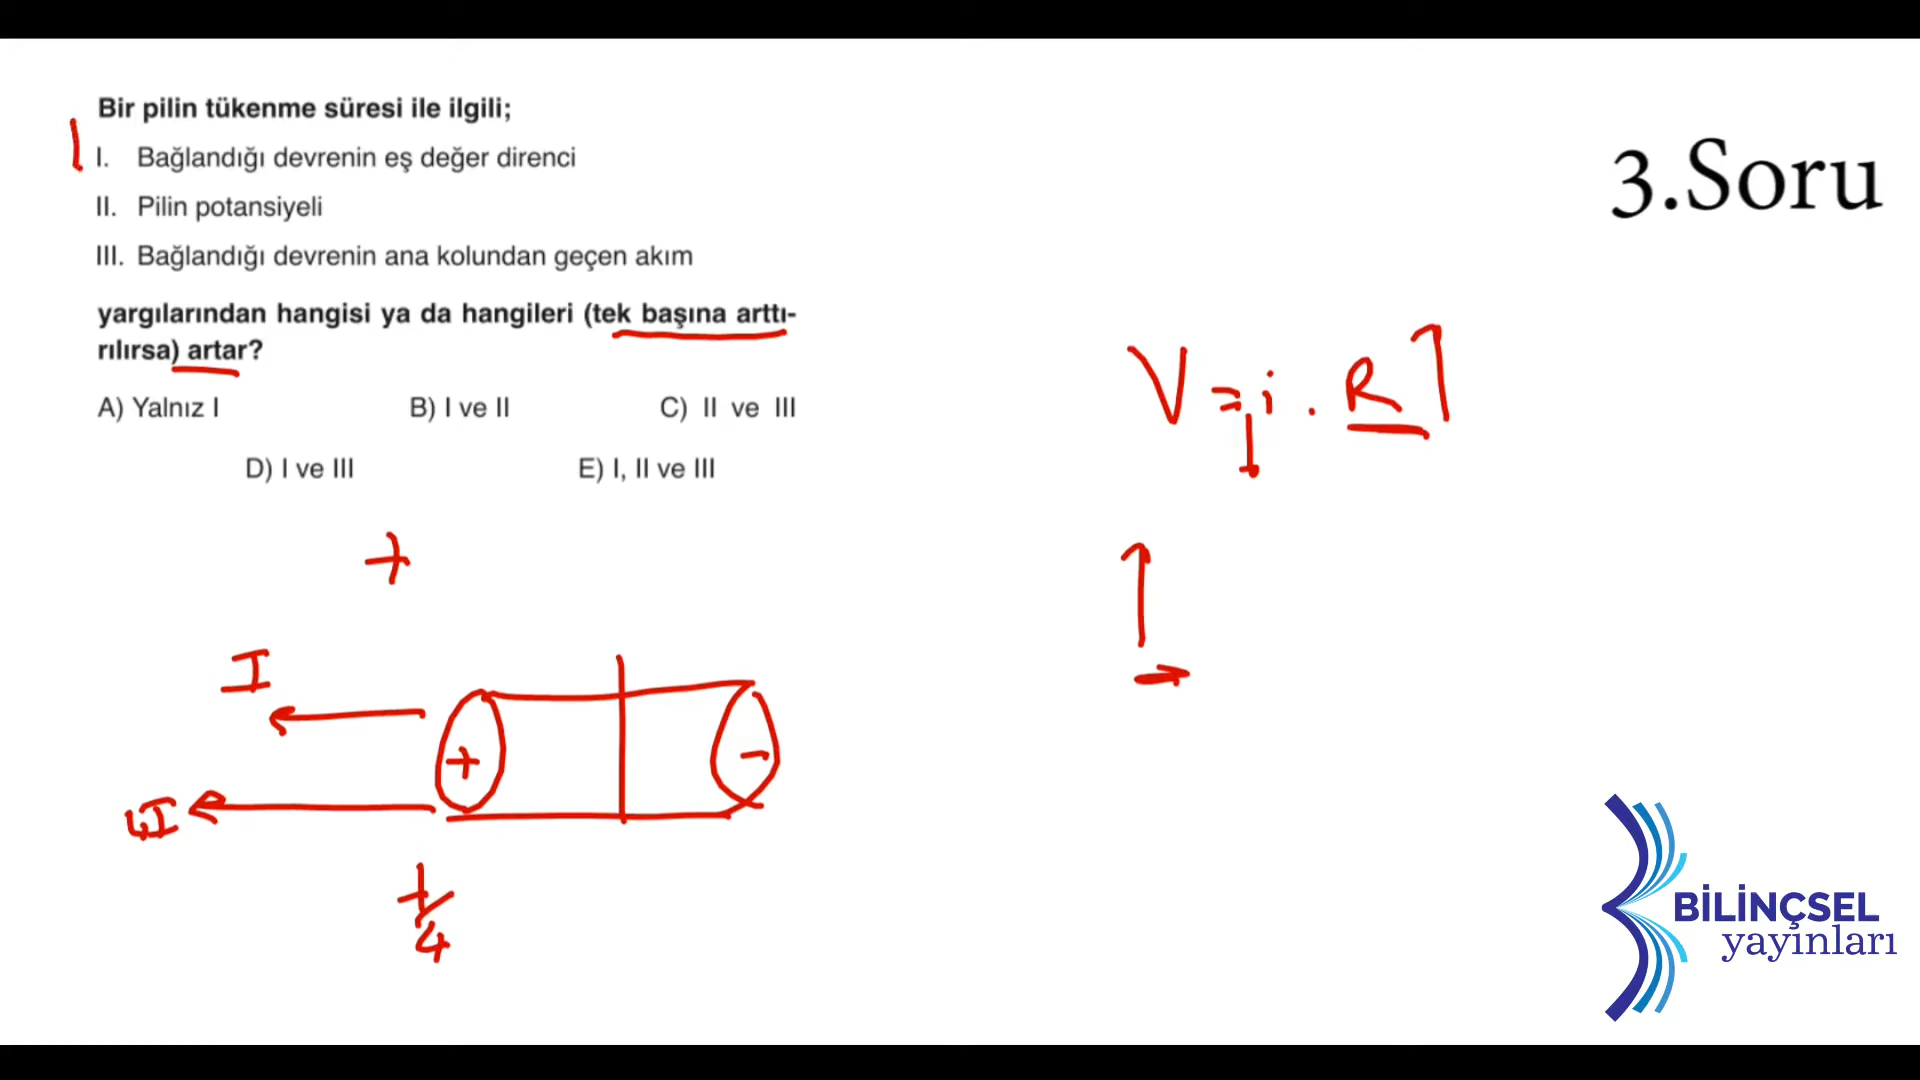 Bir pilin tükenme süresi ile ilgili;
I. Bağlandığı devrenin eş değer direnci
II. Pilin potansiyeli
III. Bağlandığı devrenin ana kolundan geçen akım
yargılarından hangisi ya da hangileri (tek başına arttı-
rılırsa) artar?
A) Yalnız I
B) I ve II
C) II ve III
D) I ve III
E) I, II ve III
3.Soru
V = i . R
I
+
-
4I
BİLİNÇSEL
yayınları